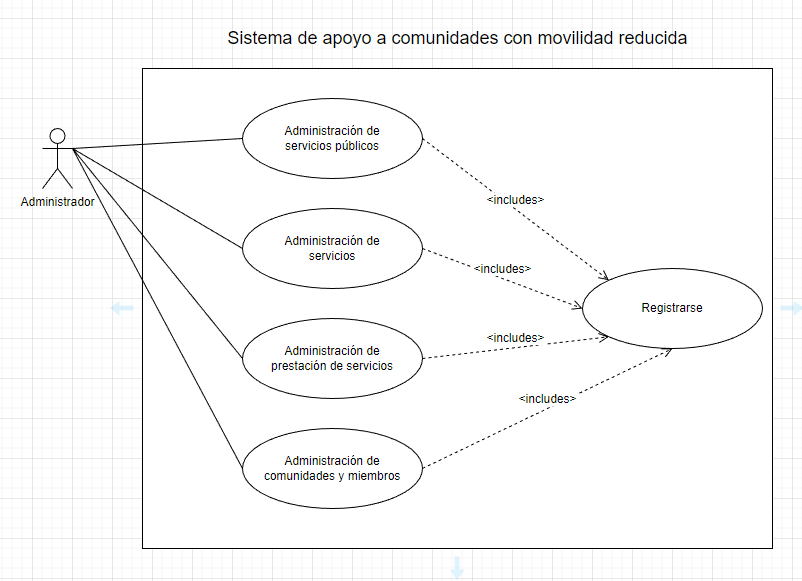 Sistema de apoyo a comunidades con movilidad reducida
Administración de
servicios públicos
Administrador
<includes>
Administración de
servicios
<includes>
Registrarse
<includes>
Administración de
prestación de servicios
<includes>
Administración de
comunidades y miembros